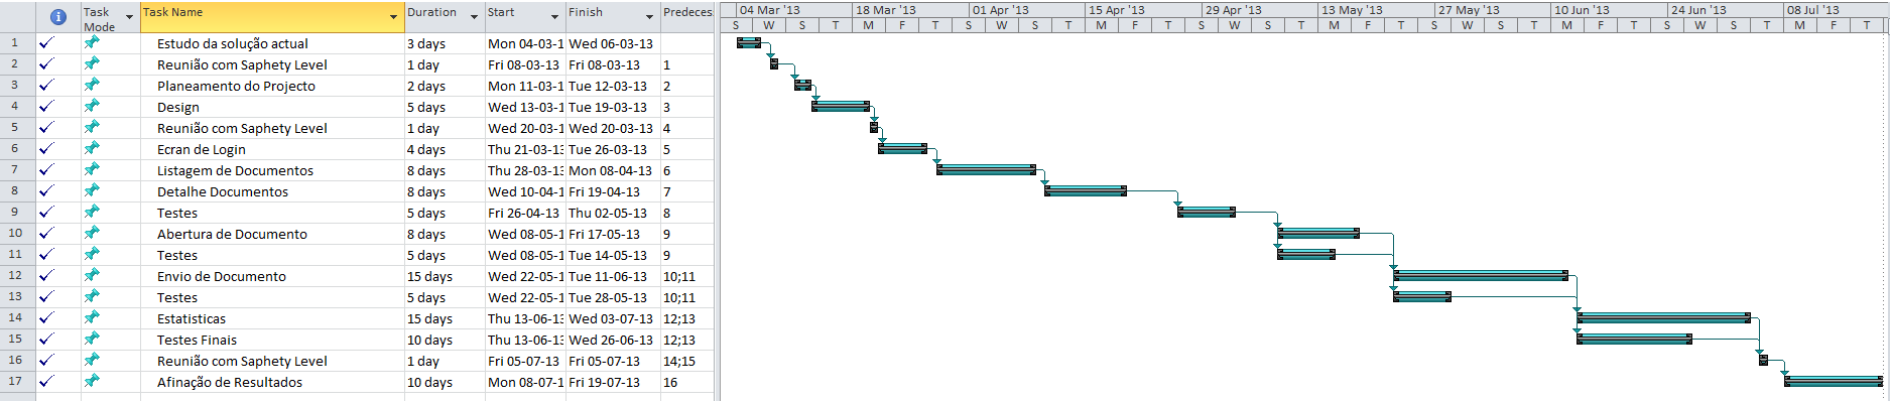 Task Mode Task Name Duration Start Finish Predeces
04 Mar '13 18 Mar '13 01 Apr '13 15 Apr '13 29 Apr '13 13 May '13 27 May '13 10 Jun '13 24 Jun '13 08 Jul '13
S W S T M F T S W S T M F T S W S T M F T S W S T M F T S W S T M F T
1 Estudo da solução actual 3 days Mon 04-03-1 Wed 06-03-13
2 Reunião com Saphety Level 1 day Fri 08-03-13 Fri 08-03-13 1
3 Planeamento do Projecto 2 days Mon 11-03-1 Tue 12-03-13 2
4 Design 5 days Wed 13-03-1 Tue 19-03-13 3
5 Reunião com Saphety Level 1 day Wed 20-03-1 Wed 20-03-13 4
6 Ecran de Login 4 days Thu 21-03-13 Tue 26-03-13 5
7 Listagem de Documentos 8 days Thu 28-03-13 Mon 08-04-13 6
8 Detalhe Documentos 8 days Wed 10-04-1 Fri 19-04-13 7
9 Testes 5 days Fri 26-04-13 Thu 02-05-13 8
10 Abertura de Documento 8 days Wed 08-05-1 Fri 17-05-13 9
11 Testes 5 days Wed 08-05-1 Tue 14-05-13 9
12 Envio de Documento 15 days Wed 22-05-1 Tue 11-06-13 10;11
13 Testes 5 days Wed 22-05-1 Tue 28-05-13 10;11
14 Estatisticas 15 days Thu 13-06-13 Wed 03-07-13 12;13
15 Testes Finais 10 days Thu 13-06-13 Wed 26-06-13 12;13
16 Reunião com Saphety Level 1 day Fri 05-07-13 Fri 05-07-13 14;15
17 Afinação de Resultados 10 days Mon 08-07-1 Fri 19-07-13 16